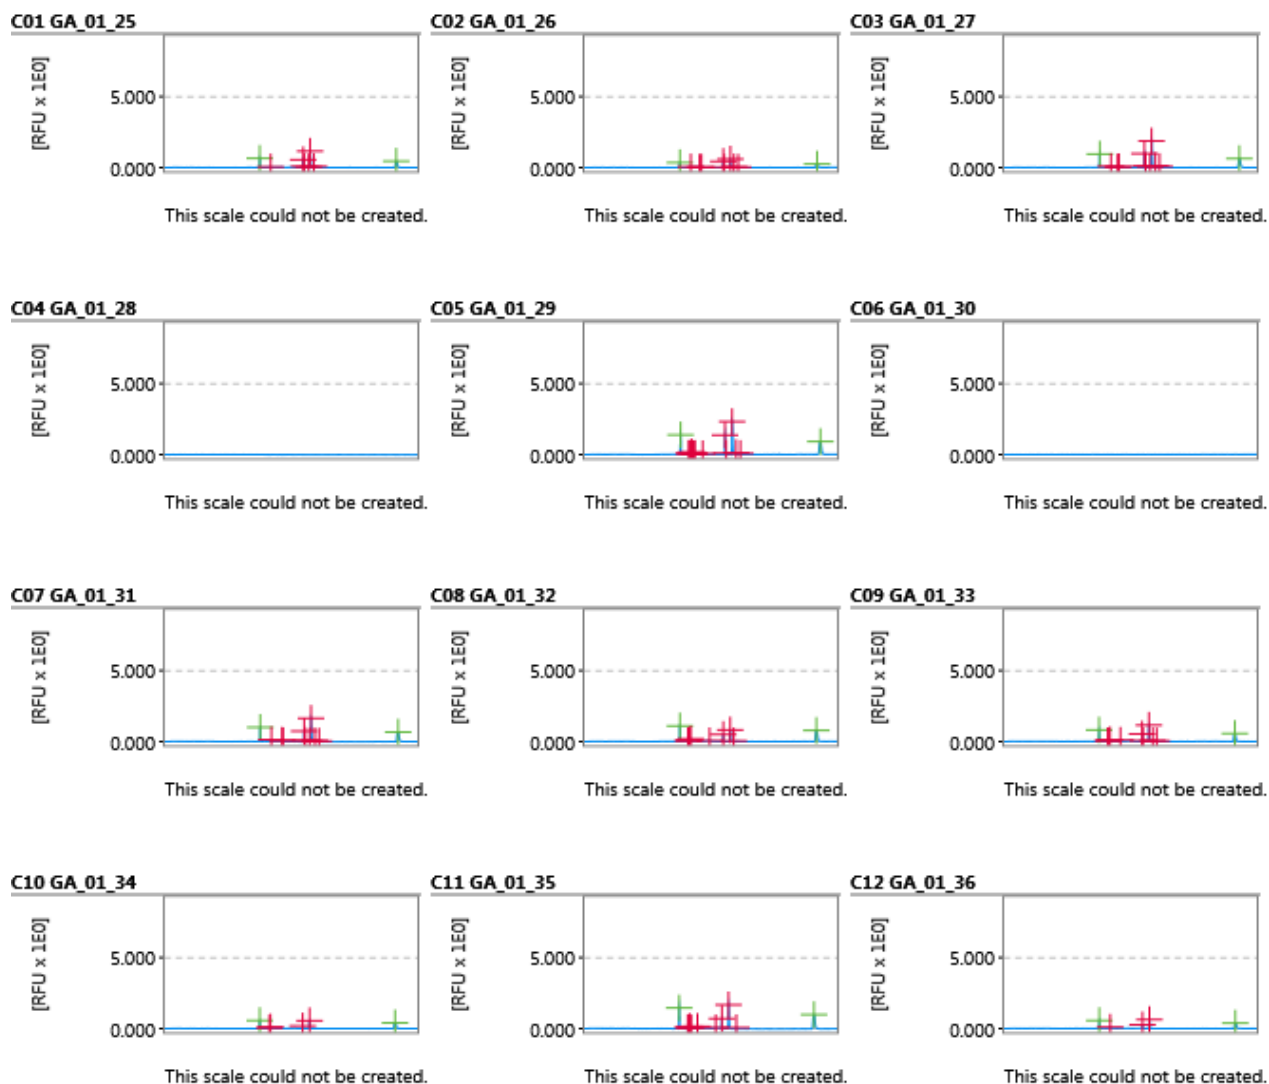 C01 GA_01_25
C02 GA_01_26
C03 GA_01_27
[RFU x 1E0]
5.000
0.000
[RFU x 1E0]
5.000
0.000
[RFU x 1E0]
5.000
0.000
This scale could not be created.
This scale could not be created.
This scale could not be created.
C04 GA_01_28
C05 GA_01_29
C06 GA_01_30
[RFU x 1E0]
5.000
0.000
[RFU x 1E0]
5.000
0.000
[RFU x 1E0]
5.000
0.000
This scale could not be created.
This scale could not be created.
This scale could not be created.
C07 GA_01_31
C08 GA_01_32
C09 GA_01_33
[RFU x 1E0]
5.000
0.000
[RFU x 1E0]
5.000
0.000
[RFU x 1E0]
5.000
0.000
This scale could not be created.
This scale could not be created.
This scale could not be created.
C10 GA_01_34
C11 GA_01_35
C12 GA_01_36
[RFU x 1E0]
5.000
0.000
[RFU x 1E0]
5.000
0.000
[RFU x 1E0]
5.000
0.000
This scale could not be created.
This scale could not be created.
This scale could not be created.